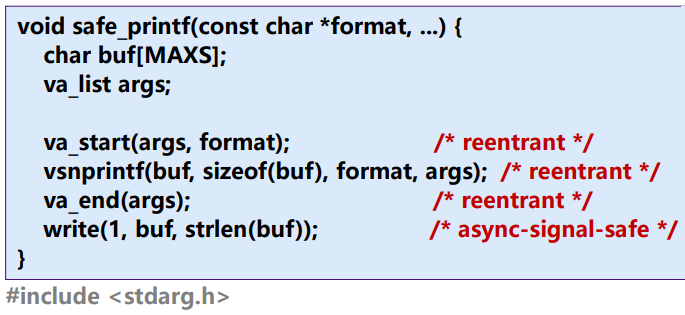 void safe_printf(const char *format, ...) {
char buf[MAXS];
va_list args;
va_start(args, format); /* reentrant */
vsnprintf(buf, sizeof(buf), format, args); /* reentrant */
va_end(args); /* reentrant */
write(1, buf, strlen(buf)); /* async-signal-safe */
}
#include <stdarg.h>